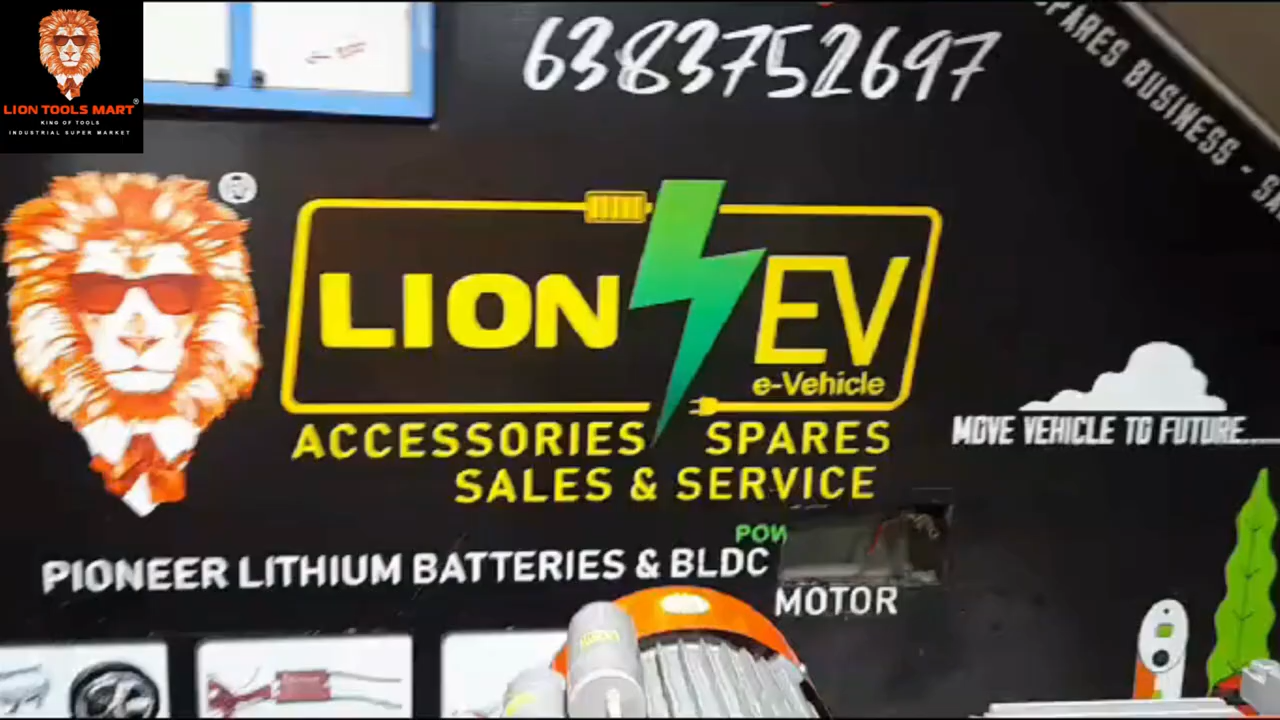 LION TOOLS MART®
KING OF TOOLS
INDUSTRIAL SUPER MARKET
6383752697
SPARES BUSINESS - SA
®
LION EV
e-Vehicle
ACCESSORIES SPARES
SALES & SERVICE
MOVE VEHICLE TO FUTURE....
POW
PIONEER LITHIUM BATTERIES & BLDC
MOTOR